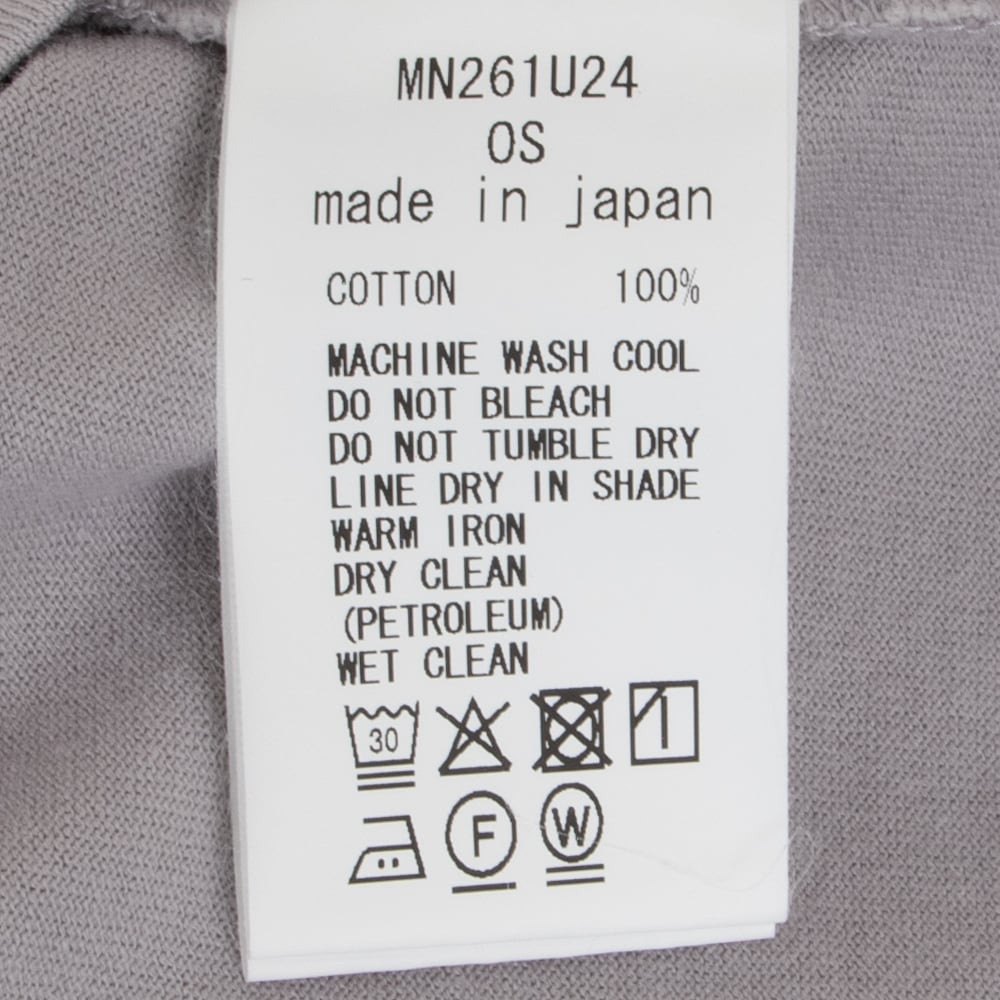 MN261U24
OS
made in japan
COTTON 100%
MACHINE WASH COOL
DO NOT BLEACH
DO NOT TUMBLE DRY
LINE DRY IN SHADE
WARM IRON
DRY CLEAN
(PETROLEUM)
WET CLEAN
30
F W